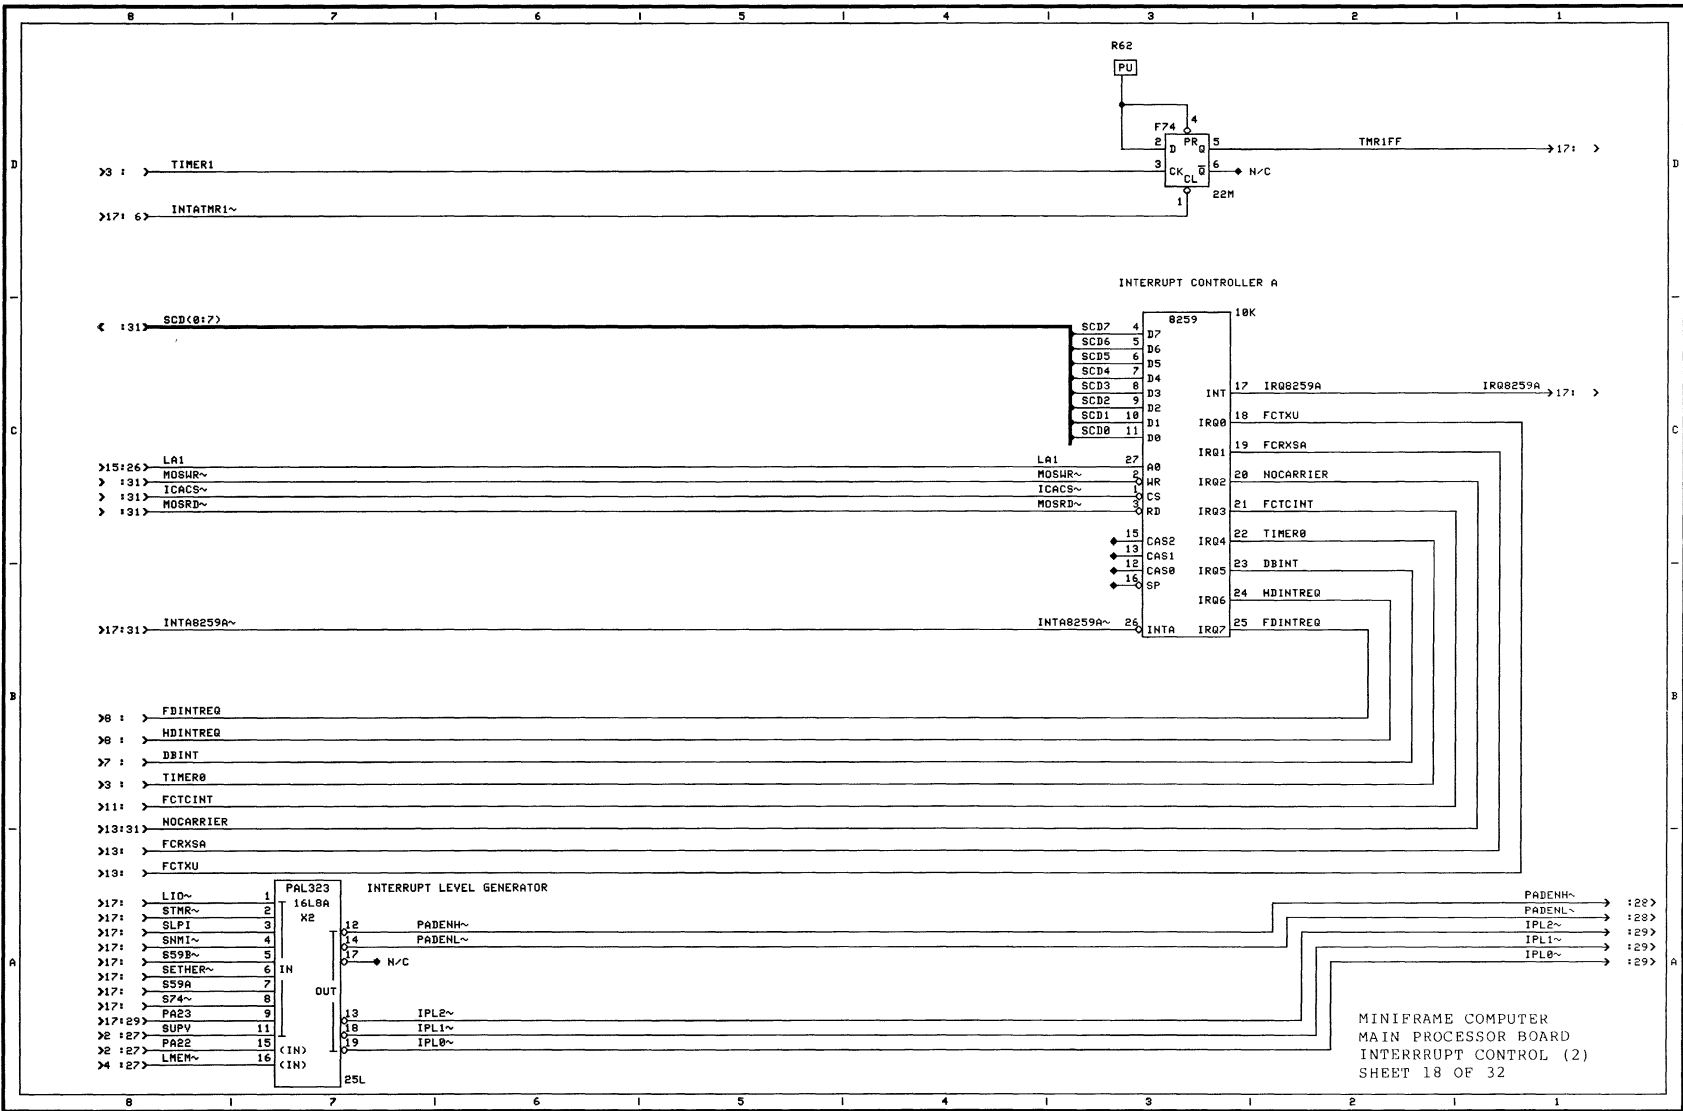 8 7 6 5 4 3 2 1
R62
PU
4
F74
2 D PR Q 5 TMR1FF >17: >
D D
>3 : > TIMER1 3 CK CL Q 6 N/C
22M
>17: 6> INTATMR1~ 1
INTERRUPT CONTROLLER A
8259 10K
< :31> SCD(0:7)
SCD7 4 D7
SCD6 5 D6
SCD5 6 D5
SCD4 7 D4
SCD3 8 D3 INT 17 IRQ8259A IRQ8259A >17: >
SCD2 9 D2
SCD1 10 D1 IRQ0 18 FCTXU
SCD0 11 D0
C C
IRQ1 19 FCRXSA
>15:26> LA1 LA1 27 A0
> :31> MOSWR~ MOSWR~ 2 WR IRQ2 20 NOCARRIER
> :31> ICACS~ ICACS~ 1 CS
> :31> MOSRD~ MOSRD~ 3 RD IRQ3 21 FCTCINT
15 CAS2 IRQ4 22 TIMER0
13 CAS1
12 CAS0 IRQ5 23 DBINT
16 SP
IRQ6 24 HDINTREQ
>17:31> INTA8259A~ INTA8259A~ 26 INTA IRQ7 25 FDINTREQ
B B
>8 : > FDINTREQ
>8 : > HDINTREQ
>7 : > DBINT
>3 : > TIMER0
>11: > FCTCINT
>13:31> NOCARRIER
>13: > FCRXSA
>13: > FCTXU
PAL323 INTERRUPT LEVEL GENERATOR
16L8A
X2
>17: > LIO~ 1 PADENH~ > :22>
>17: > STMR~ 2 PADENL~ > :28>
>17: > SLPI 3 12 PADENH~ IPL2~ > :29>
>17: > SNMI~ 4 14 PADENL~ IPL1~ > :29>
>17: > S59B~ 5 17 N/C IPL0~ > :29>
A A
>17: > SETHER~ 6 IN
>17: > S59A 7 OUT
>17: > S74~ 8
>17:29> PA23 9 13 IPL2~
>2 :27> SUPV 11 18 IPL1~
>2 :27> PA22 15 (IN) 19 IPL0~
>4 :27> LMEM~ 16 (IN)
25L
MINIFRAME COMPUTER
MAIN PROCESSOR BOARD
INTERRRUPT CONTROL (2)
SHEET 18 OF 32
8 7 6 5 4 3 2 1